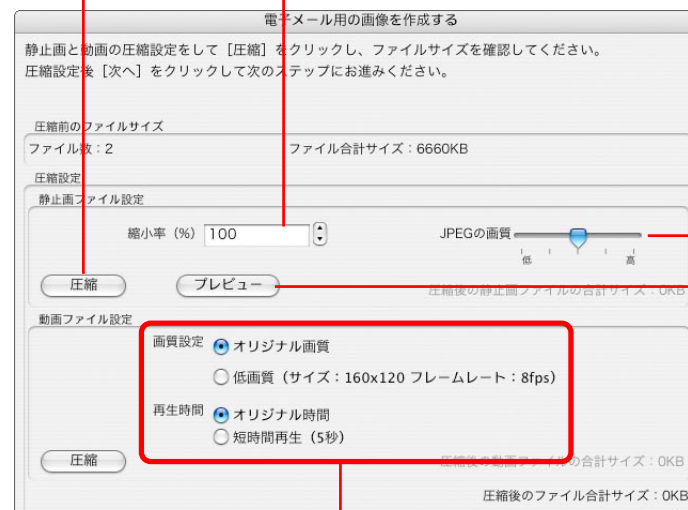 電子メール用の画像を作成する
静止画と動画の圧縮設定をして［圧縮］をクリックし、ファイルサイズを確認してください。
圧縮設定後［次へ］をクリックして次のステップにお進みください。
圧縮前のファイルサイズ
ファイル数：2 ファイル合計サイズ：6660KB
圧縮設定
静止画ファイル設定
縮小率（%） 100 JPEGの画質
低 高
圧縮 プレビュー 圧縮後の静止画ファイルの合計サイズ：0KB
動画ファイル設定
画質設定 オリジナル画質
低画質（サイズ：160x120 フレームレート：8fps）
再生時間 オリジナル時間
短時間再生（5秒）
圧縮 圧縮後の動画ファイルの合計サイズ：0KB
圧縮後のファイル合計サイズ：0KB